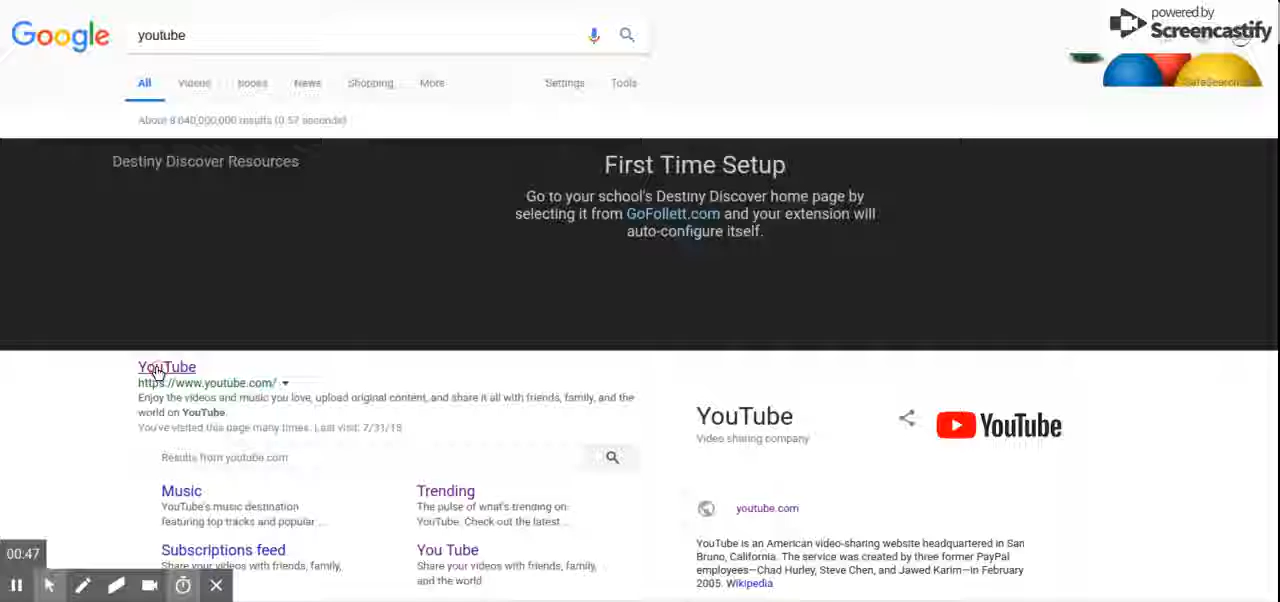 powered by
Screencastify
Google
youtube
All Videos Books News Shopping More Settings Tools
SafeSearch on
About 8,040,000,000 results (0.57 seconds)
Destiny Discover Resources
First Time Setup
Go to your school's Destiny Discover home page by
selecting it from GoFollett.com and your extension will
auto-configure itself.
YouTube
https://www.youtube.com/
Enjoy the videos and music you love, upload original content, and share it all with friends, family, and the
world on YouTube.
You've visited this page many times. Last visit: 7/31/18
Results from youtube.com
Music
YouTube's music destination
featuring top tracks and popular ...
Trending
The pulse of what's trending on
YouTube. Check out the latest ...
Subscriptions feed
Share your videos with friends, family,
You Tube
Share your videos with friends, family,
and the world
YouTube
Video sharing company
YouTube
youtube.com
YouTube is an American video-sharing website headquartered in San
Bruno, California. The service was created by three former PayPal
employees—Chad Hurley, Steve Chen, and Jawed Karim—in February
2005. Wikipedia
00:47